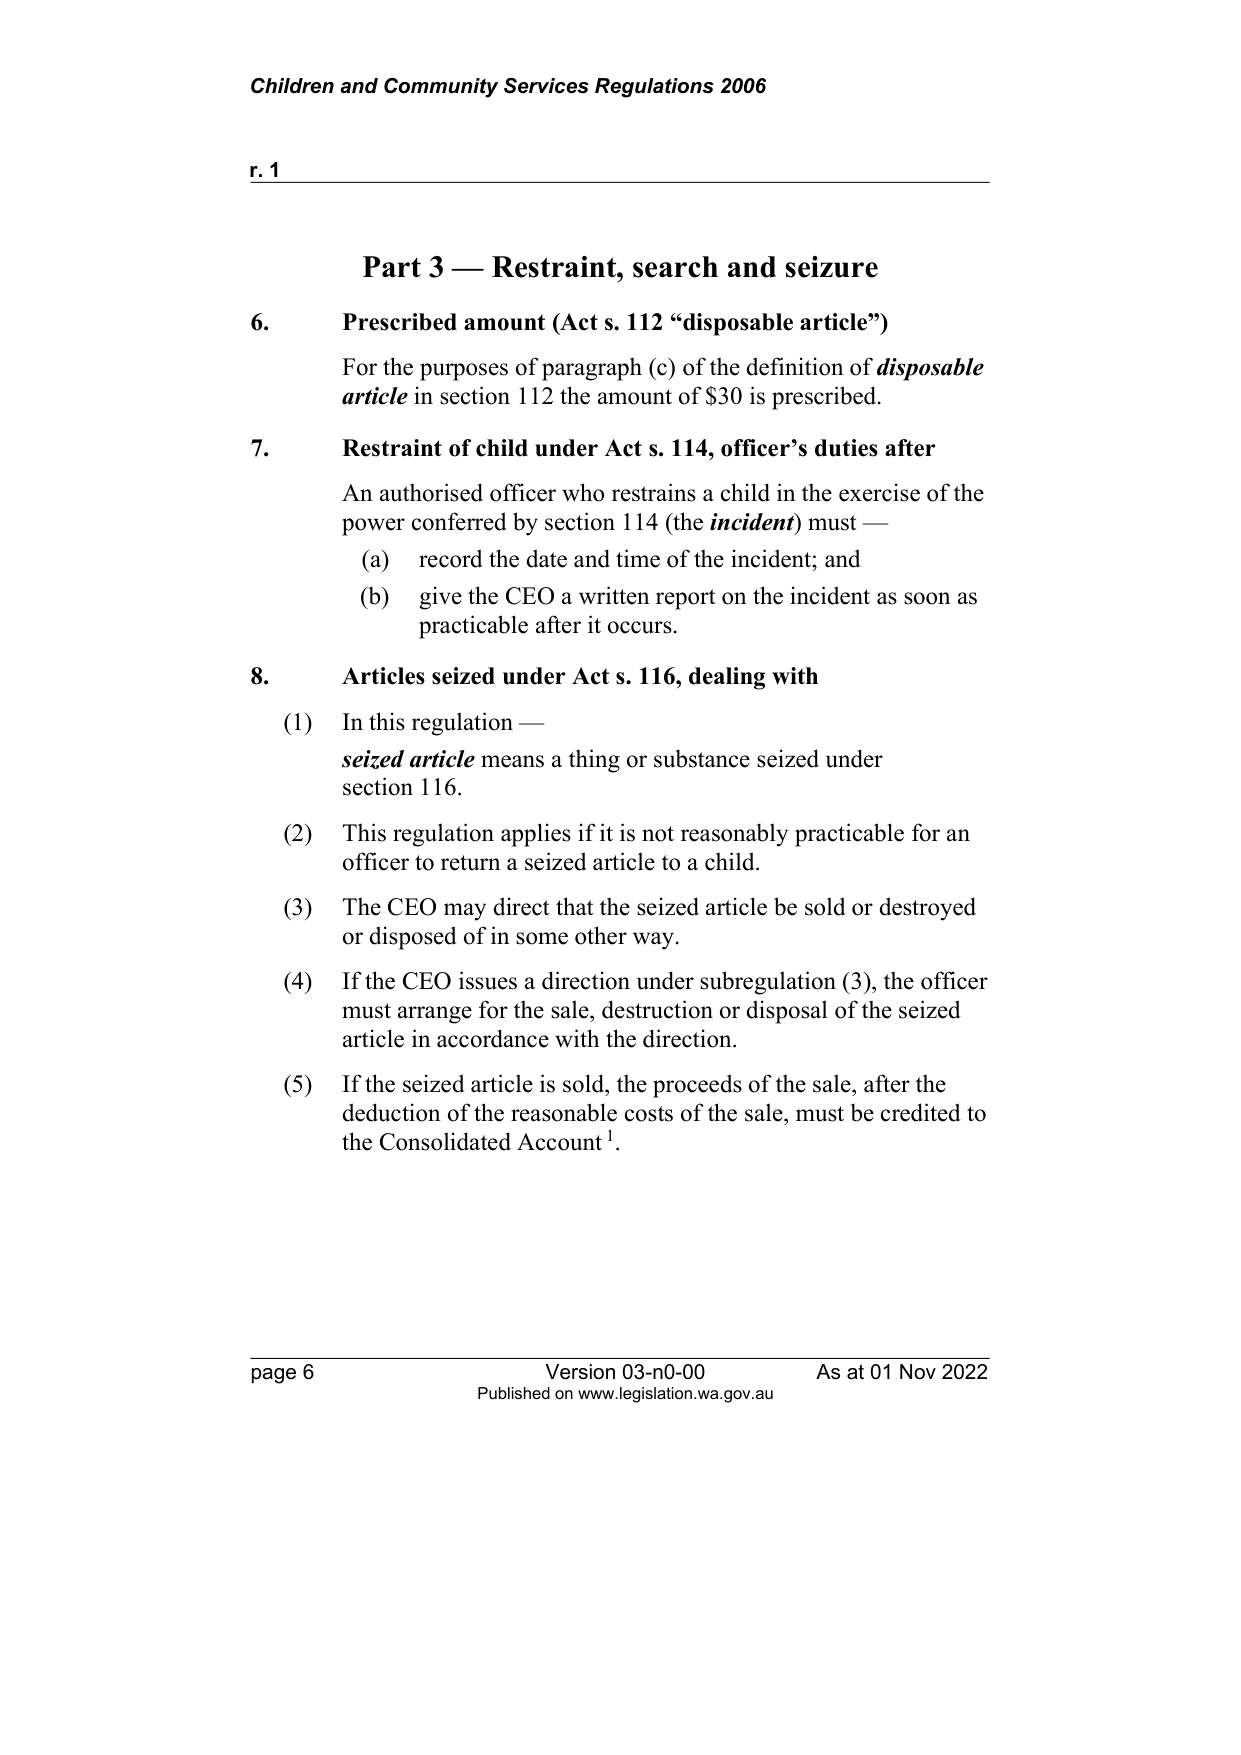 Children and Community Services Regulations 2006
r. 1
Part 3 — Restraint, search and seizure
6. Prescribed amount (Act s. 112 “disposable article”)
For the purposes of paragraph (c) of the definition of disposable
article in section 112 the amount of $30 is prescribed.
7. Restraint of child under Act s. 114, officer’s duties after
An authorised officer who restrains a child in the exercise of the
power conferred by section 114 (the incident) must —
(a) record the date and time of the incident; and
(b) give the CEO a written report on the incident as soon as
practicable after it occurs.
8. Articles seized under Act s. 116, dealing with
(1) In this regulation —
seized article means a thing or substance seized under
section 116.
(2) This regulation applies if it is not reasonably practicable for an
officer to return a seized article to a child.
(3) The CEO may direct that the seized article be sold or destroyed
or disposed of in some other way.
(4) If the CEO issues a direction under subregulation (3), the officer
must arrange for the sale, destruction or disposal of the seized
article in accordance with the direction.
(5) If the seized article is sold, the proceeds of the sale, after the
deduction of the reasonable costs of the sale, must be credited to
the Consolidated Account 1.
page 6 Version 03-n0-00 As at 01 Nov 2022
Published on www.legislation.wa.gov.au